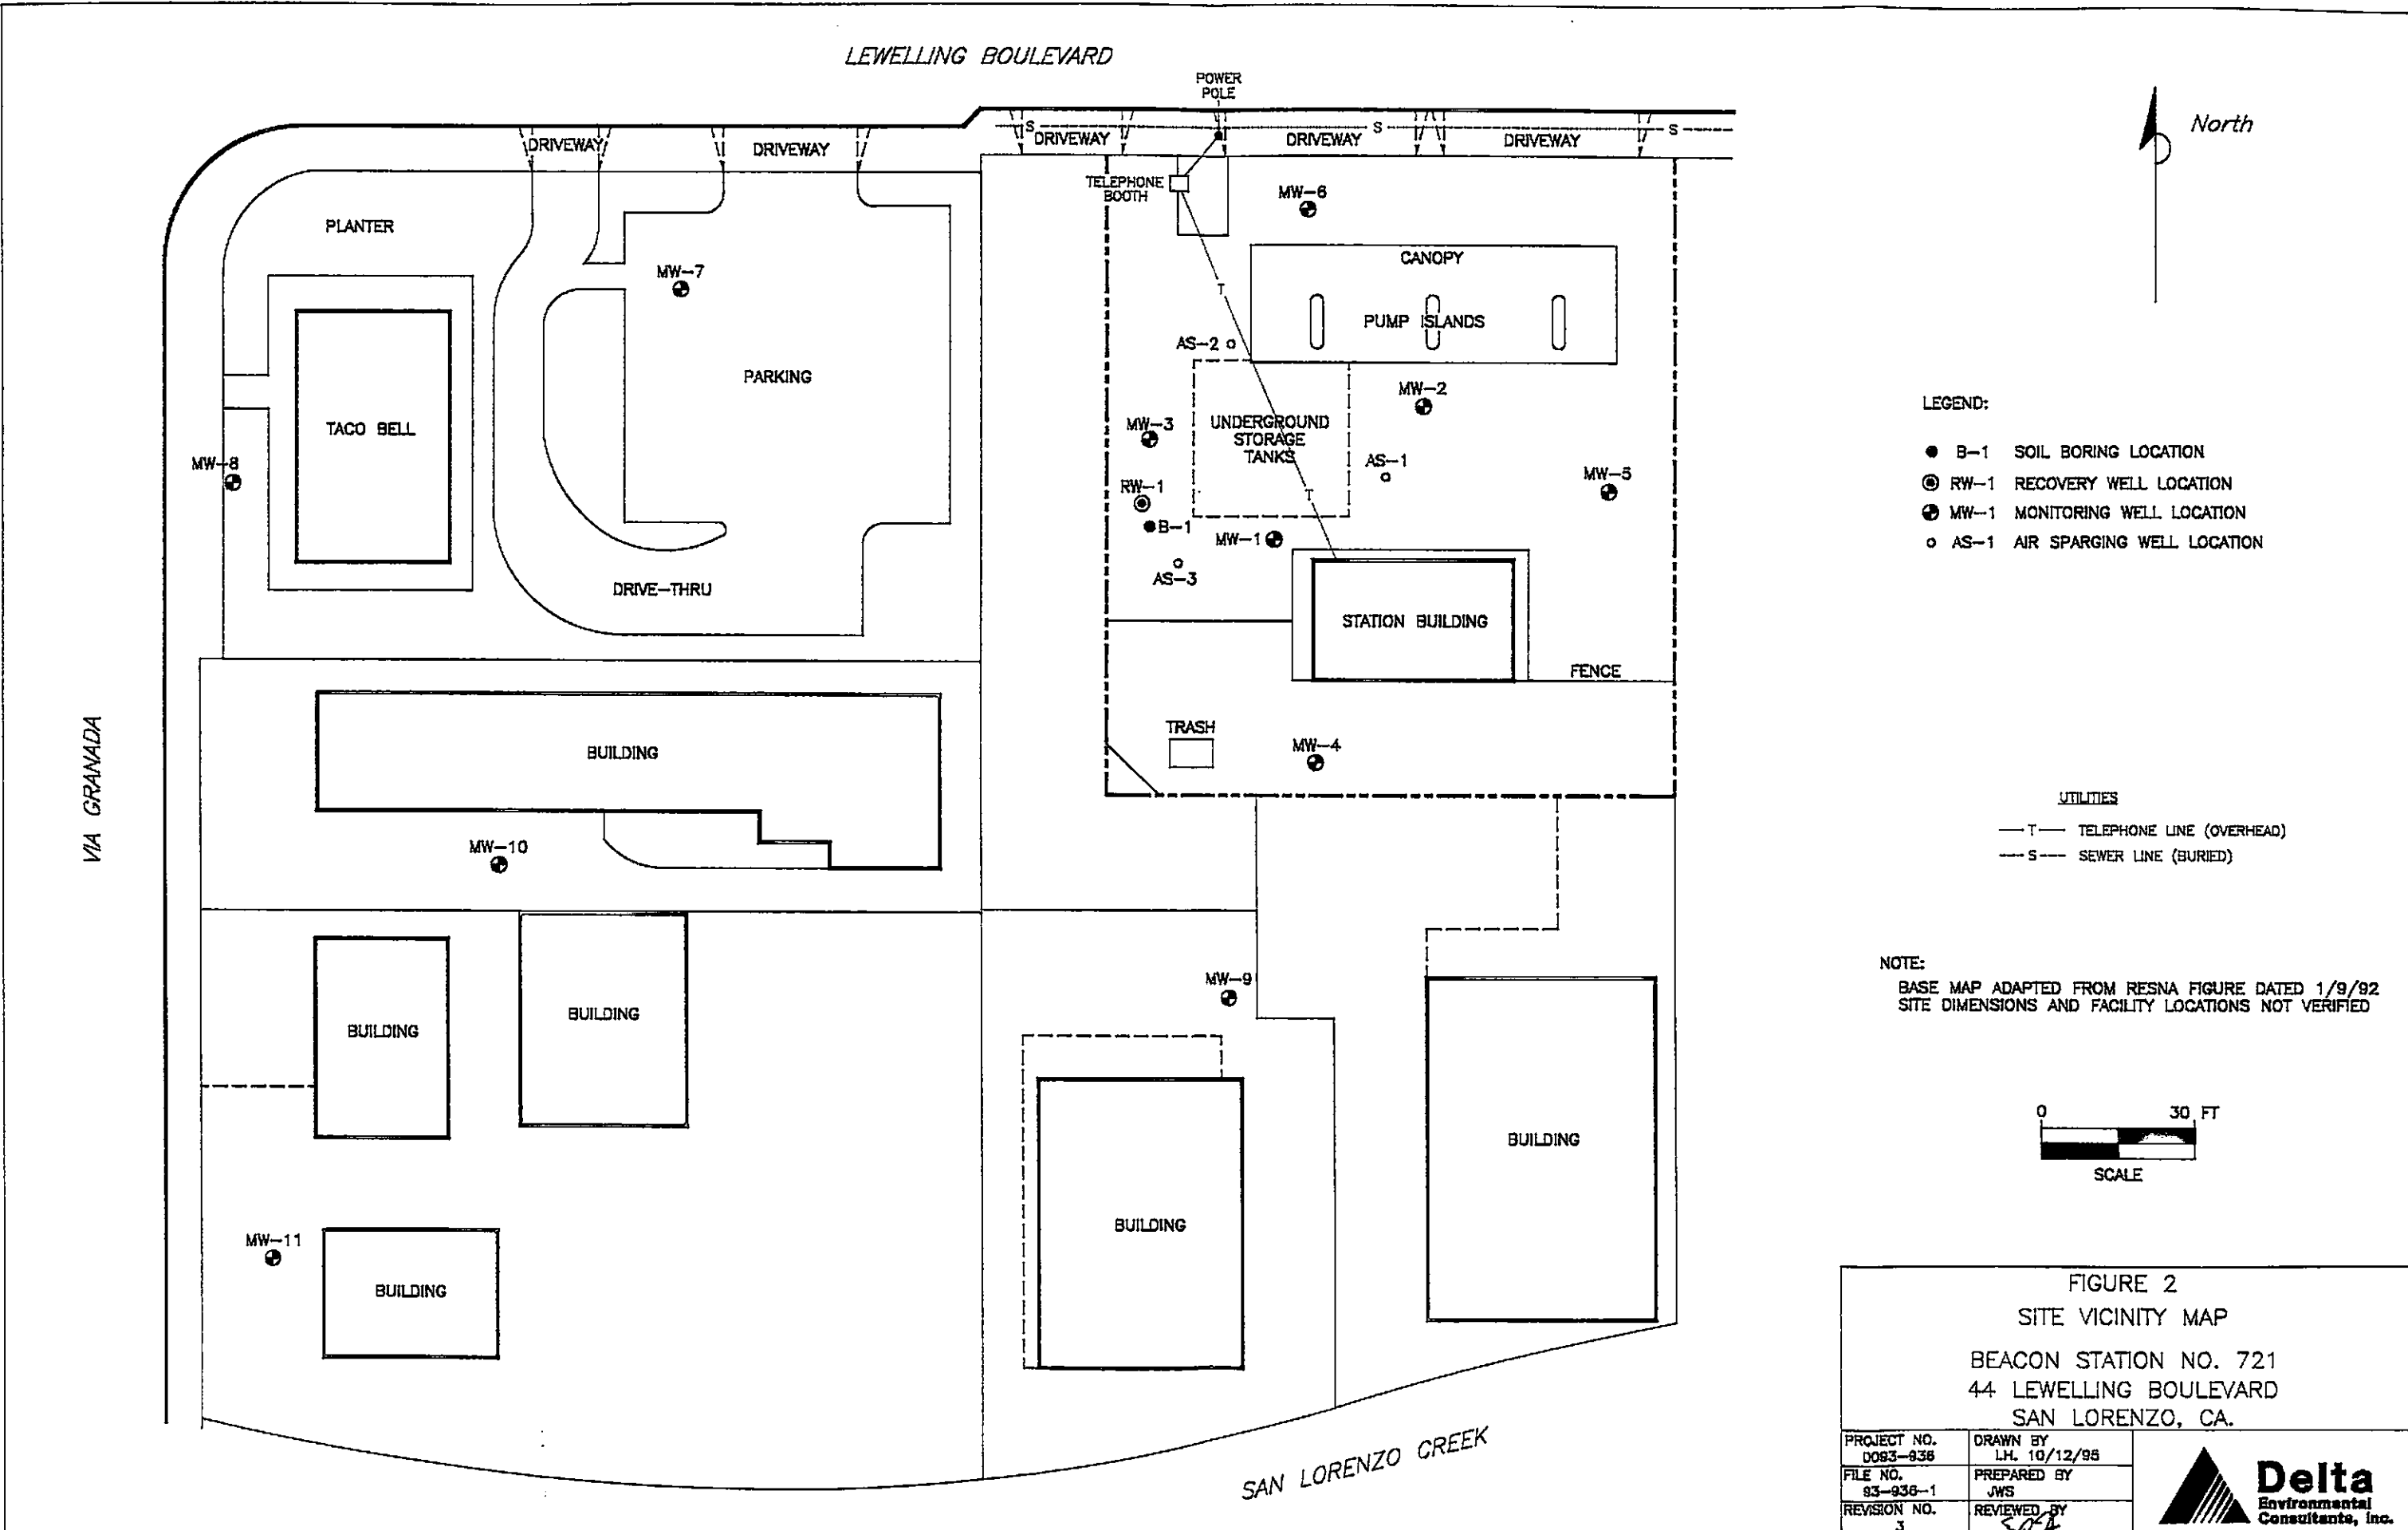 LEWELLING BOULEVARD
POWER
POLE
North
S
S
S
DRIVEWAY
DRIVEWAY
DRIVEWAY
DRIVEWAY
DRIVEWAY
TELEPHONE
BOOTH
MW-6
PLANTER
MW-7
CANOPY
T
PUMP ISLANDS
AS-2
PARKING
MW-2
LEGEND:
TACO BELL
MW-3
UNDERGROUND
STORAGE
TANKS
B-1 SOIL BORING LOCATION
MW-8
AS-1
MW-5
RW-1
RW-1 RECOVERY WELL LOCATION
T
B-1
MW-1 MONITORING WELL LOCATION
MW-1
AS-1 AIR SPARGING WELL LOCATION
AS-3
DRIVE-THRU
STATION BUILDING
FENCE
TRASH
VIA GRANADA
BUILDING
MW-4
UTILITIES
T TELEPHONE LINE (OVERHEAD)
S SEWER LINE (BURIED)
MW-10
NOTE:
BASE MAP ADAPTED FROM RESNA FIGURE DATED 1/9/92
SITE DIMENSIONS AND FACILITY LOCATIONS NOT VERIFIED
MW-9
BUILDING
BUILDING
0 30 FT
SCALE
BUILDING
BUILDING
MW-11
BUILDING
SAN LORENZO CREEK
FIGURE 2
SITE VICINITY MAP
BEACON STATION NO. 721
44 LEWELLING BOULEVARD
SAN LORENZO, CA.
PROJECT NO.
D093-936
DRAWN BY
LH. 10/12/95
FILE NO.
93-936-1
PREPARED BY
JWS
REVISION NO.
3
REVIEWED BY
Delta
Environmental
Consultants, Inc.